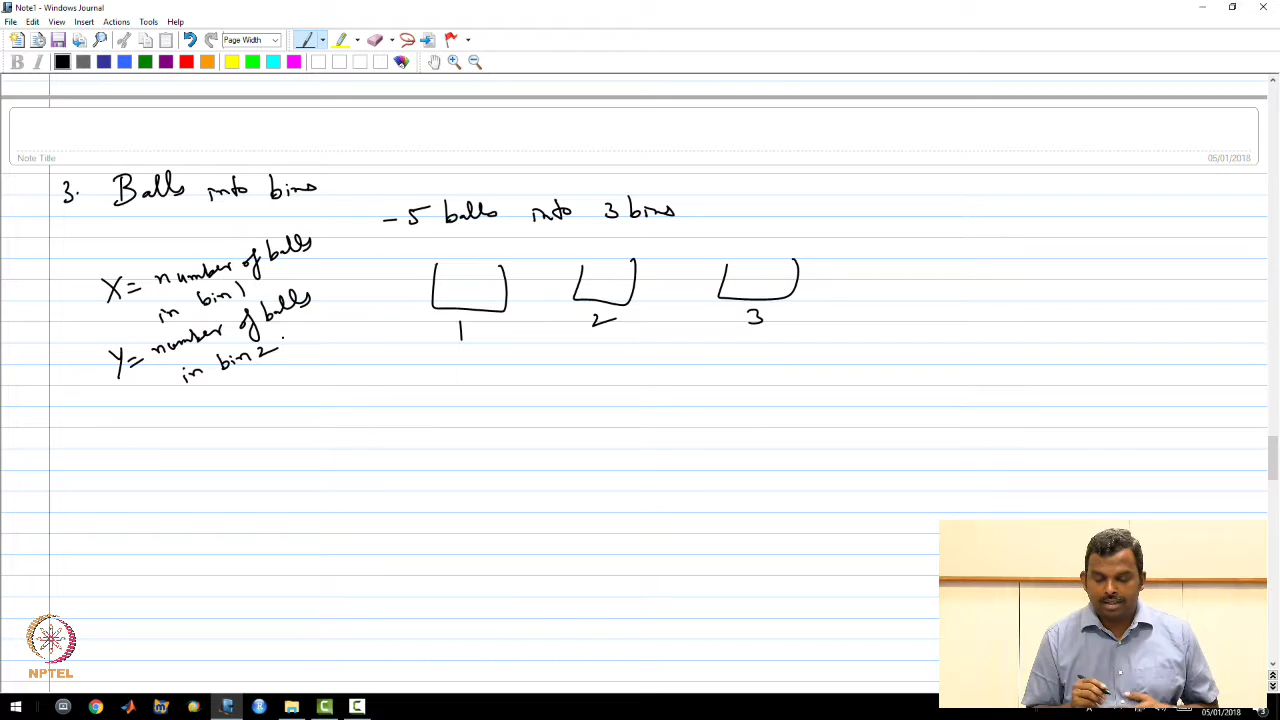 Note1 - Windows Journal
File Edit View Insert Actions Tools Help
Page Width
B I
Note Title
05/01/2018
3. Balls into bins
- 5 balls into 3 bins
X = number of balls
in bin 1
Y = number of balls
in bin 2.
1 2 3
NPTEL
05/01/2018